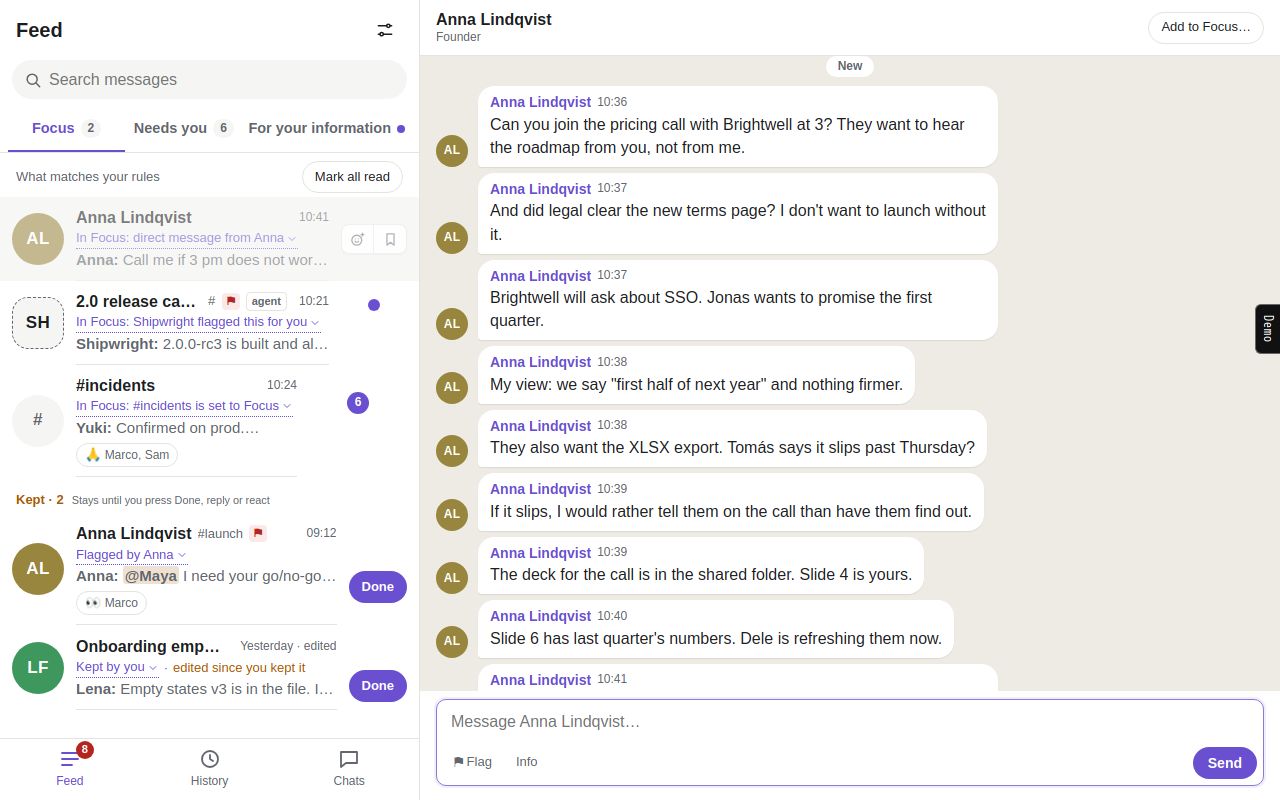 Feed
Search messages
Focus 2
Needs you 6
For your information
What matches your rules
Mark all read
AL
Anna Lindqvist 10:41
In Focus: direct message from Anna
Anna: Call me if 3 pm does not wor…
SH
2.0 release ca… # agent 10:21
In Focus: Shipwright flagged this for you
Shipwright: 2.0.0-rc3 is built and al…
#
#incidents 10:24
In Focus: #incidents is set to Focus
Yuki: Confirmed on prod.…
6
🙏 Marco, Sam
Kept · 2 Stays until you press Done, reply or react
AL
Anna Lindqvist #launch 09:12
Flagged by Anna
Anna: @Maya I need your go/no-go…
👀 Marco
Done
LF
Onboarding emp… Yesterday · edited
Kept by you · edited since you kept it
Lena: Empty states v3 is in the file. I…
Done
8
Feed
History
Chats
Anna Lindqvist
Founder
Add to Focus…
New
Anna Lindqvist 10:36
Can you join the pricing call with Brightwell at 3? They want to hear
the roadmap from you, not from me.
AL
Anna Lindqvist 10:37
And did legal clear the new terms page? I don't want to launch without
it.
AL
Anna Lindqvist 10:37
Brightwell will ask about SSO. Jonas wants to promise the first
quarter.
AL
Anna Lindqvist 10:38
My view: we say "first half of next year" and nothing firmer.
AL
Anna Lindqvist 10:38
They also want the XLSX export. Tomás says it slips past Thursday?
AL
Anna Lindqvist 10:39
If it slips, I would rather tell them on the call than have them find out.
AL
Anna Lindqvist 10:39
The deck for the call is in the shared folder. Slide 4 is yours.
AL
Anna Lindqvist 10:40
Slide 6 has last quarter's numbers. Dele is refreshing them now.
AL
Anna Lindqvist 10:41
Message Anna Lindqvist…
Flag
Info
Send
Demo